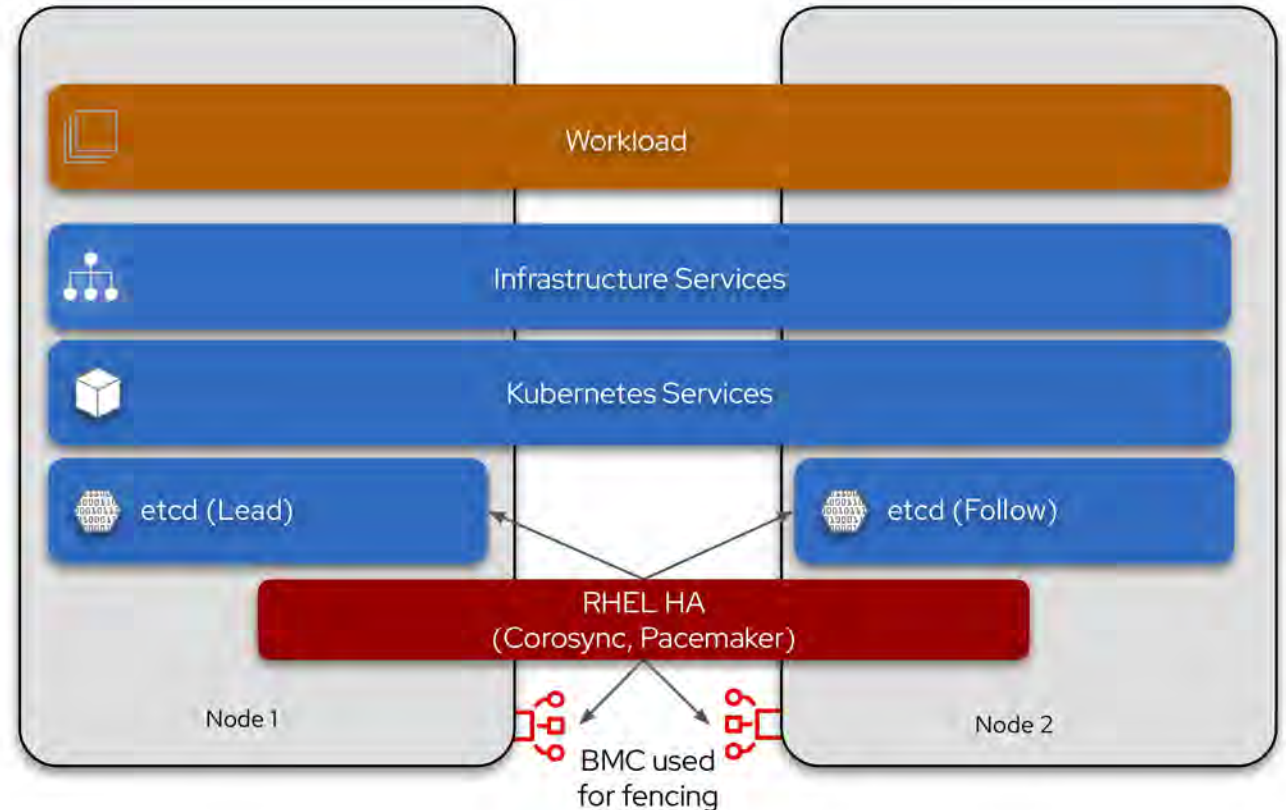 Workload
Infrastructure Services
Kubernetes Services
etcd (Lead)
etcd (Follow)
RHEL HA
(Corosync, Pacemaker)
Node 1
Node 2
BMC used
for fencing